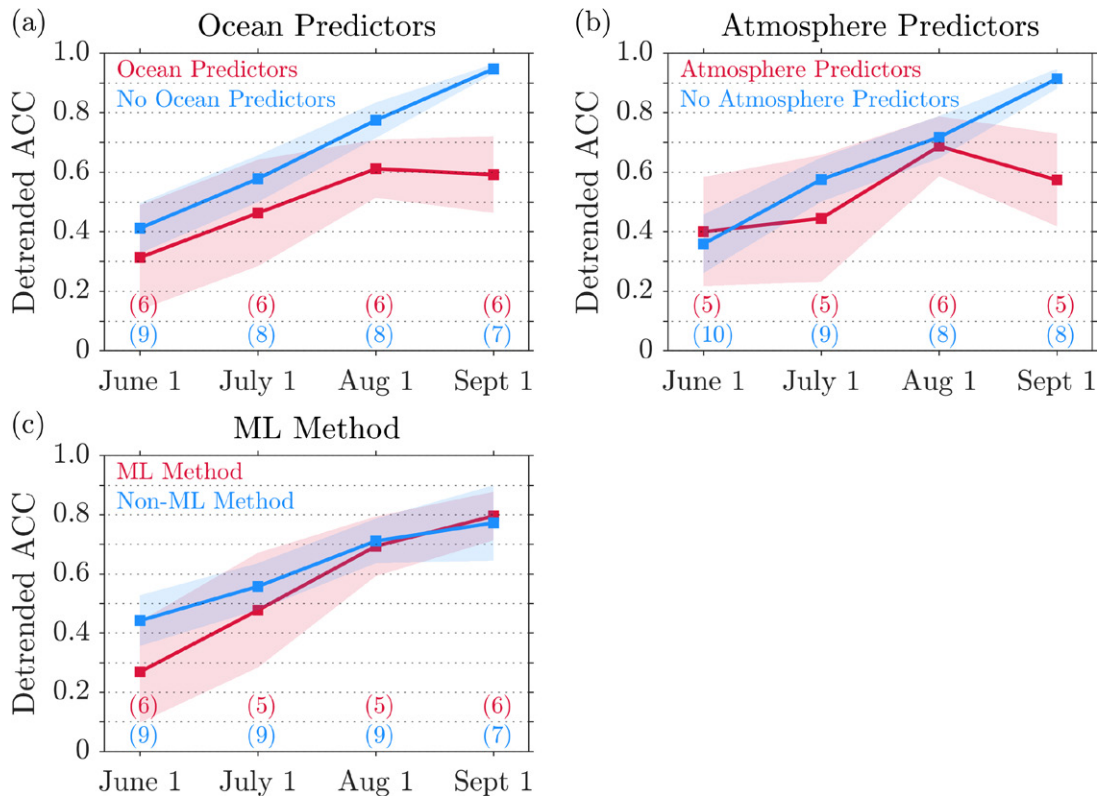 (a) Ocean Predictors
Ocean Predictors
No Ocean Predictors
Detrended ACC
1.0
0.8
0.6
0.4
0.2
0
(6) (6) (6) (6)
(9) (8) (8) (7)
June 1 July 1 Aug 1 Sept 1
(b) Atmosphere Predictors
Atmosphere Predictors
No Atmosphere Predictors
Detrended ACC
1.0
0.8
0.6
0.4
0.2
0
(5) (5) (6) (5)
(10) (9) (8) (8)
June 1 July 1 Aug 1 Sept 1
(c) ML Method
ML Method
Non-ML Method
Detrended ACC
1.0
0.8
0.6
0.4
0.2
0
(6) (5) (5) (6)
(9) (9) (9) (7)
June 1 July 1 Aug 1 Sept 1